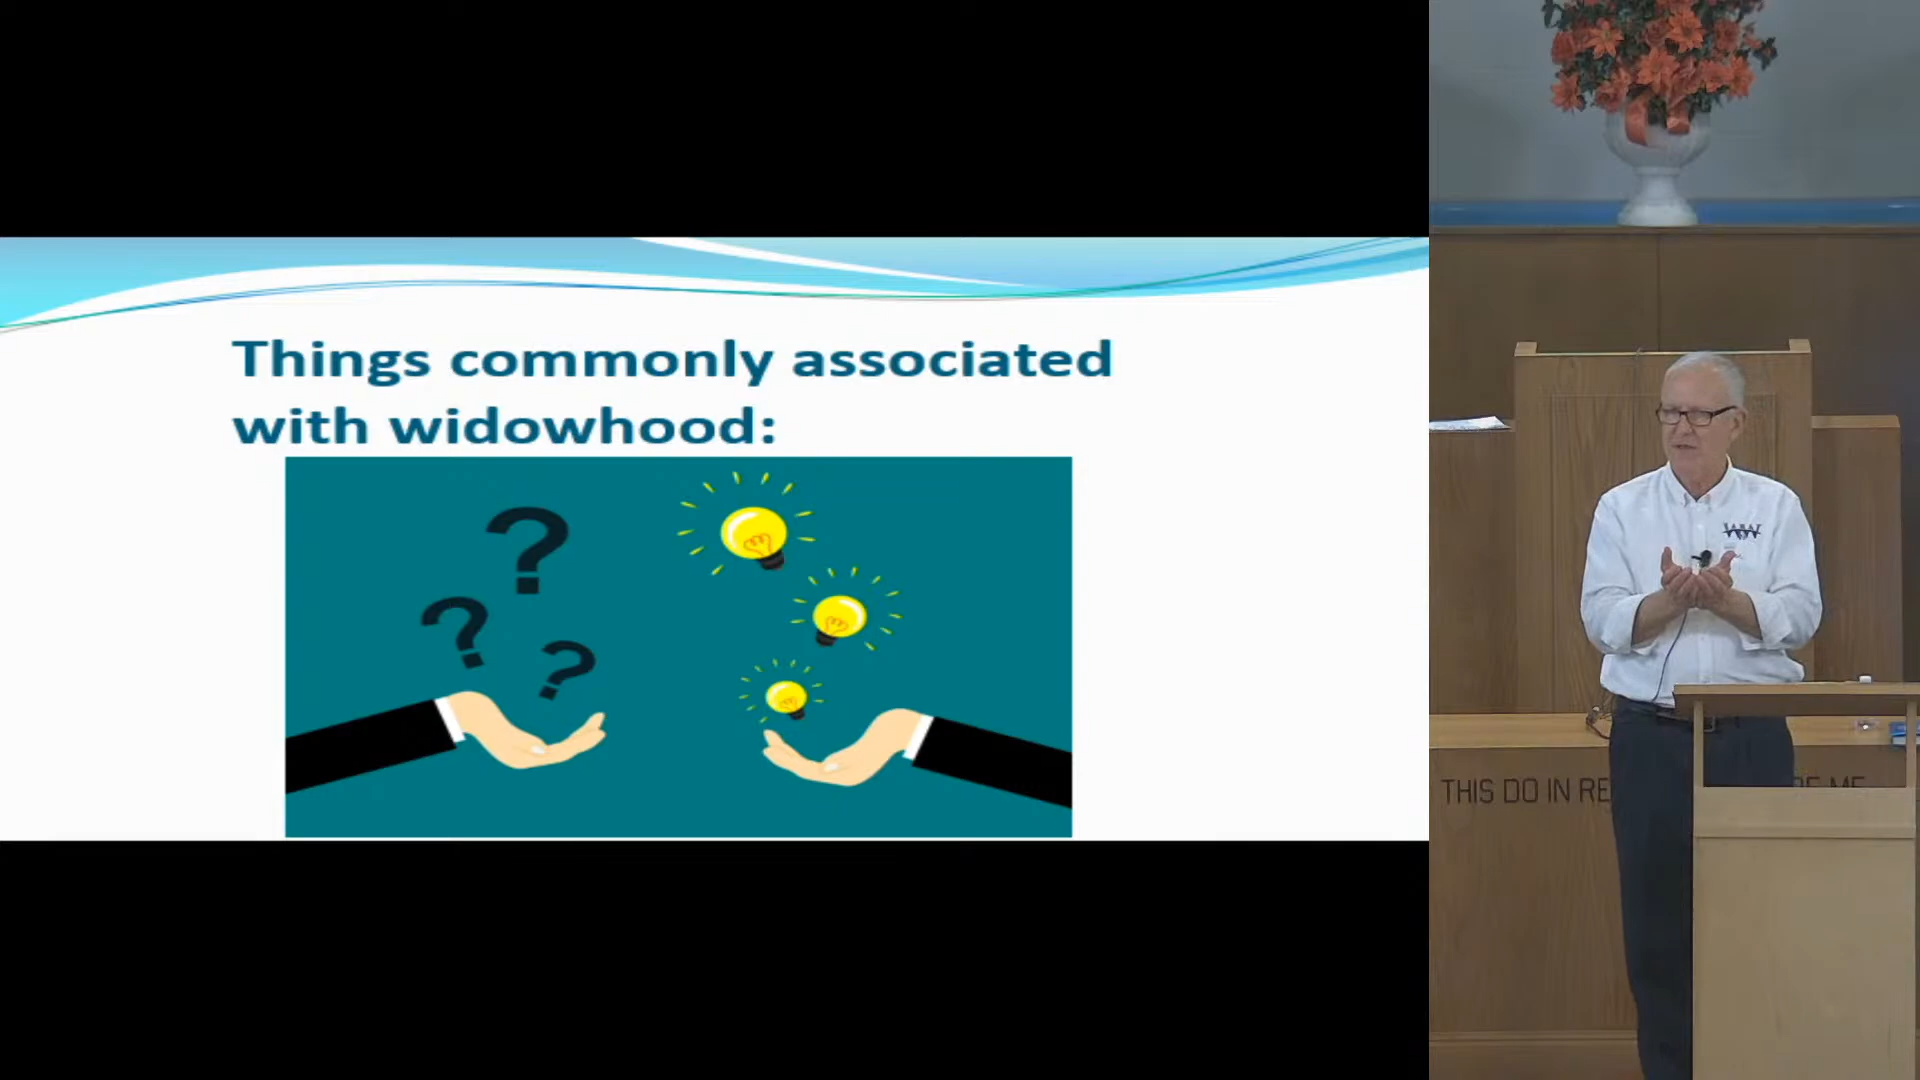 Things commonly associated
with widowhood:
? ? ?
THIS DO IN RE